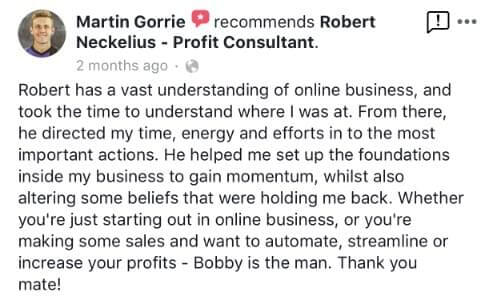 Martin Gorrie recommends Robert
Neckelius - Profit Consultant.
2 months ago ·
Robert has a vast understanding of online business, and
took the time to understand where I was at. From there,
he directed my time, energy and efforts in to the most
important actions. He helped me set up the foundations
inside my business to gain momentum, whilst also
altering some beliefs that were holding me back. Whether
you're just starting out in online business, or you're
making some sales and want to automate, streamline or
increase your profits - Bobby is the man. Thank you
mate!